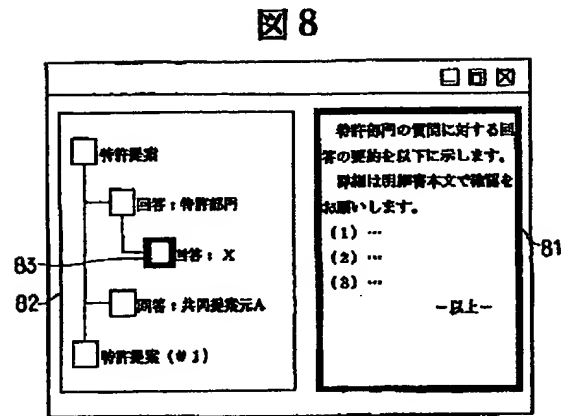 図8
特許提案
回答:特許部門
回答:X
回答:共同提案元A
特許提案(#1)
特許部門の質問に対する回
答の要約を以下に示します。
詳細は明細書本文で確認を
お願いします。
(1)…
(2)…
(3)…
-以上-
81
82
83